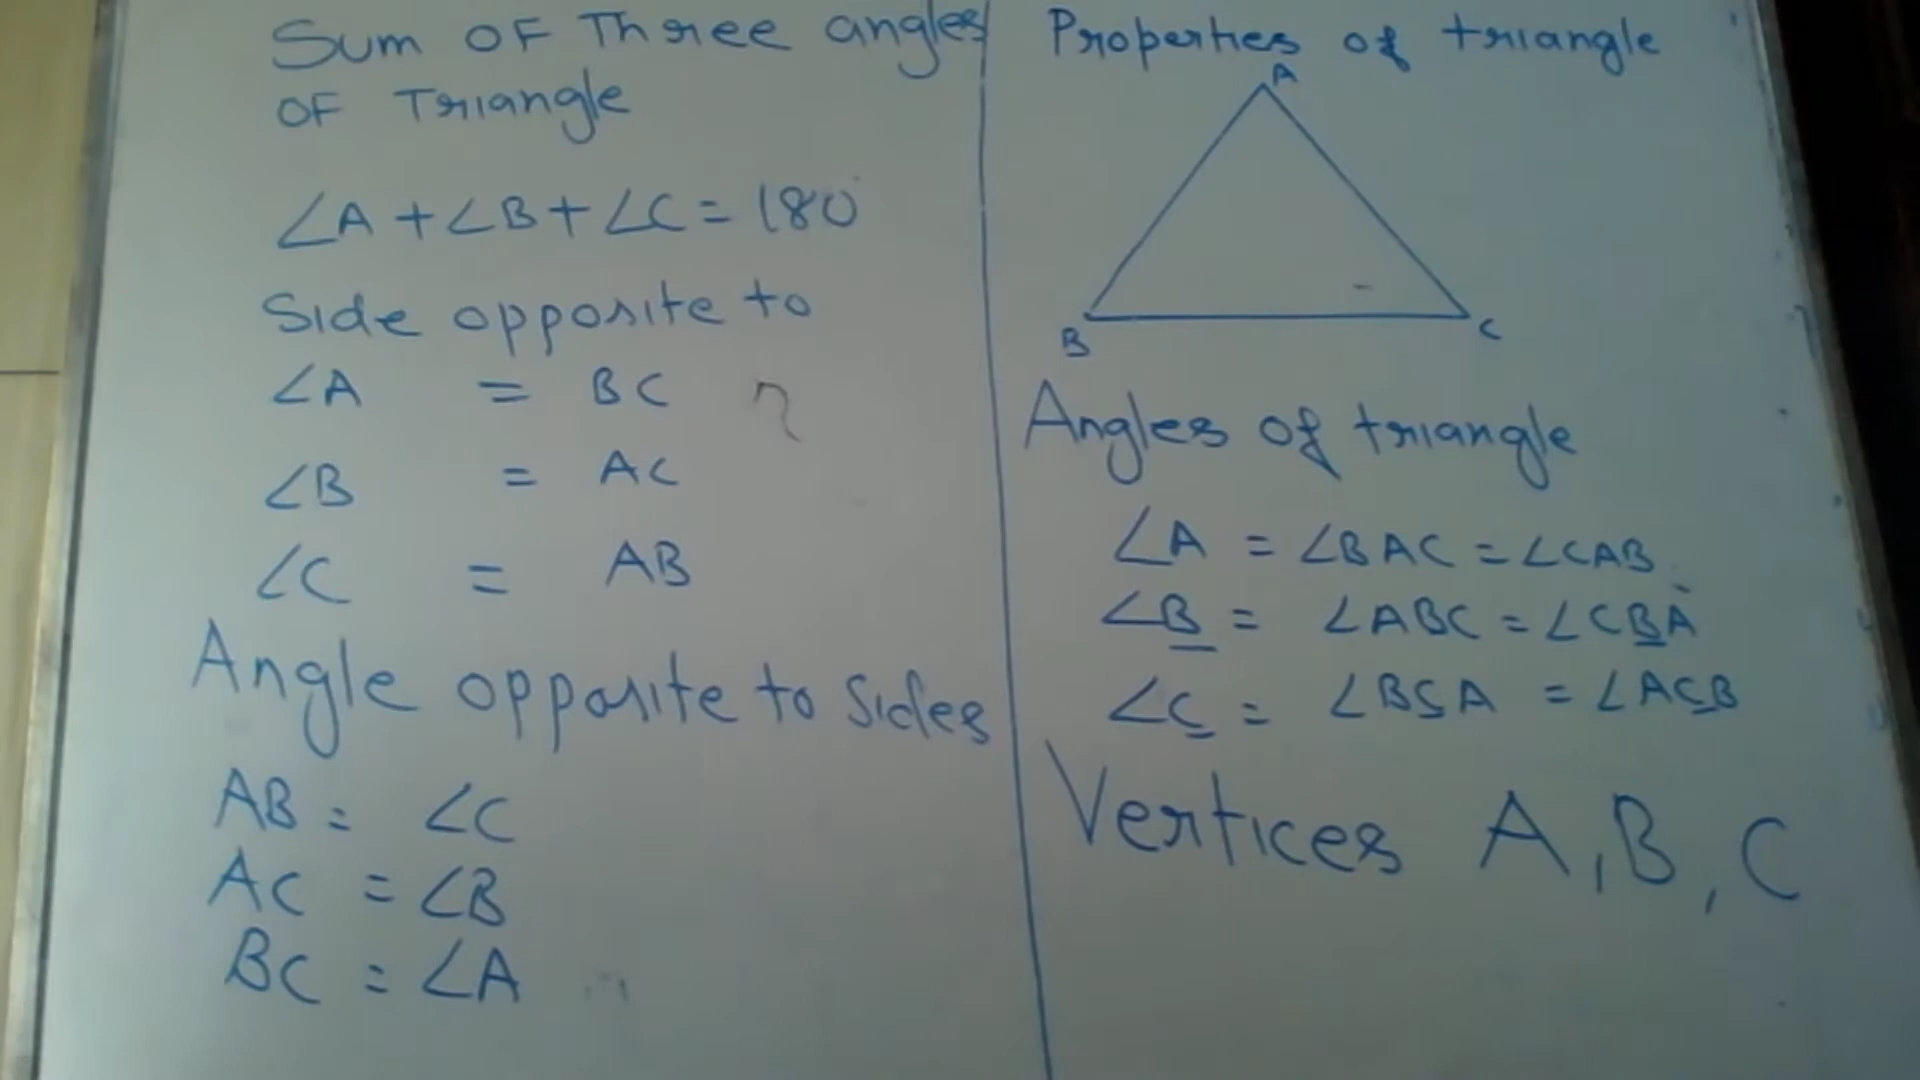 Sum OF Three angles
OF Triangle
∠A + ∠B + ∠C = 180°
Side opposite to
∠A = BC
∠B = AC
∠C = AB
Angle opposite to sides
AB = ∠C
AC = ∠B
BC = ∠A
Properties of triangle
A
B
C
Angles of triangle
∠A = ∠BAC = ∠CAB
∠B = ∠ABC = ∠CBA
∠C = ∠BCA = ∠ACB
Vertices A, B, C